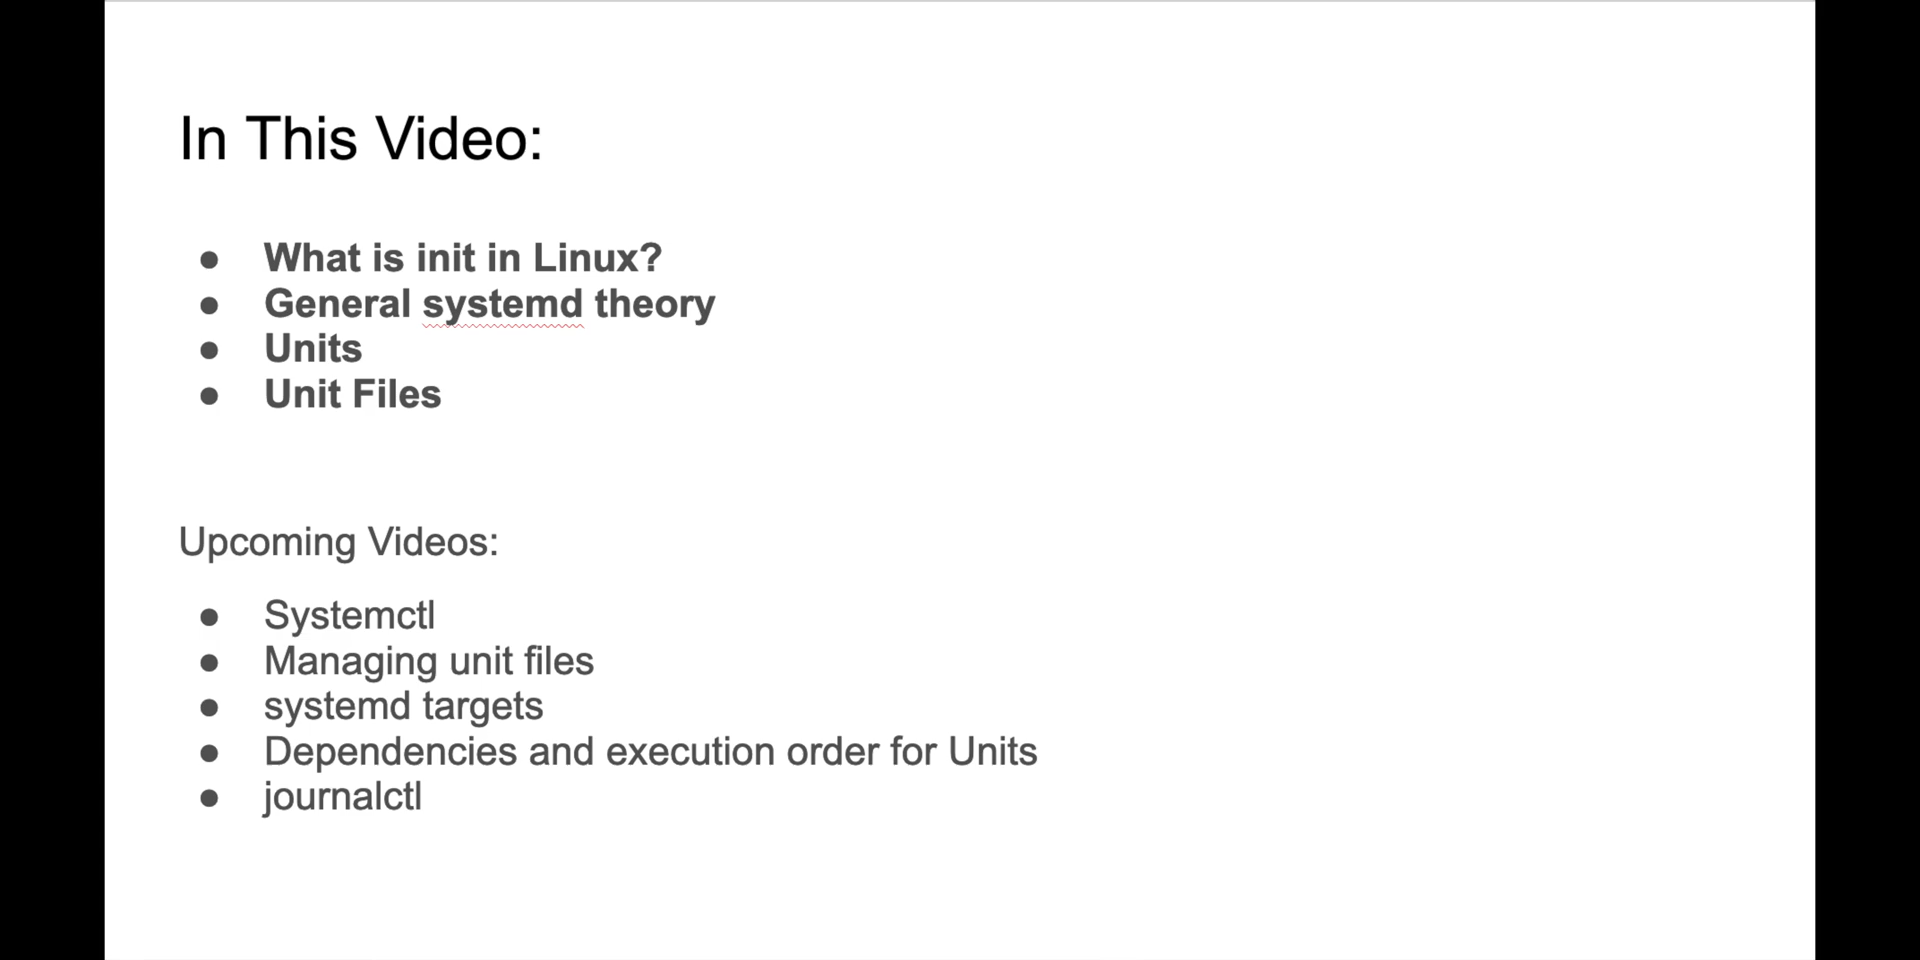 In This Video:
● What is init in Linux?
● General systemd theory
● Units
● Unit Files
Upcoming Videos:
● Systemctl
● Managing unit files
● systemd targets
● Dependencies and execution order for Units
● journalctl